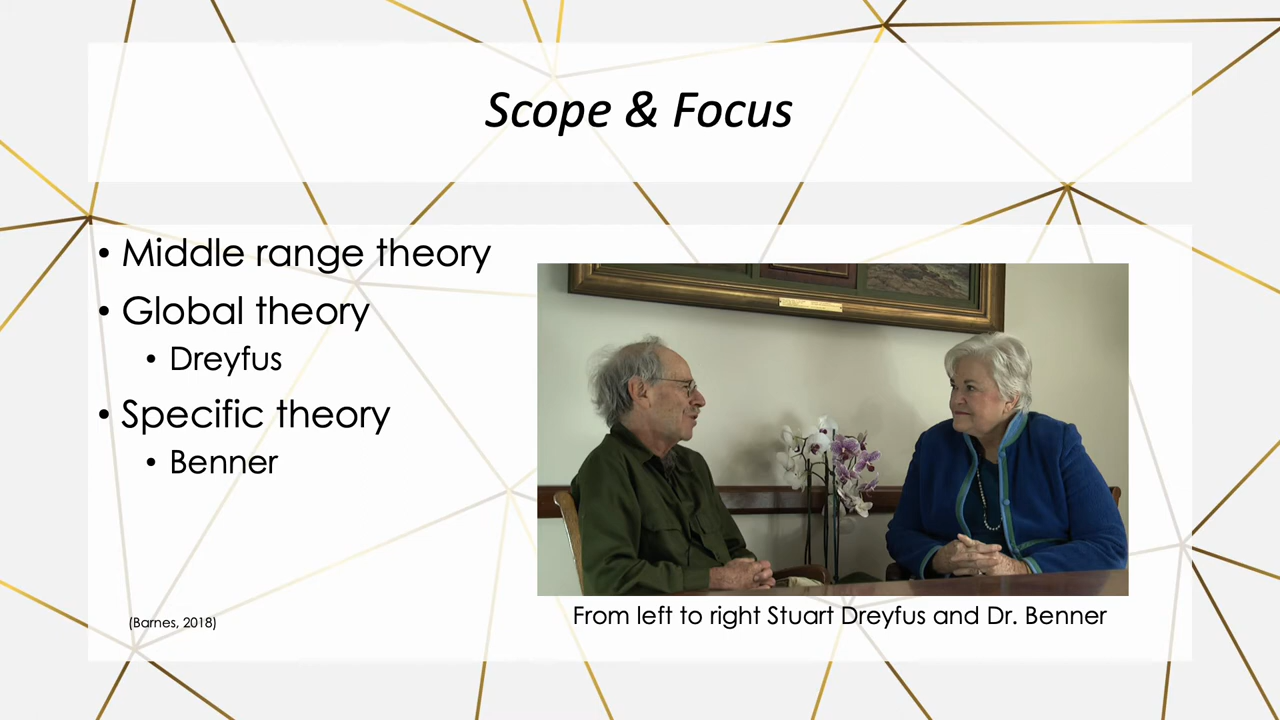 Scope & Focus
• Middle range theory
• Global theory
• Dreyfus
• Specific theory
• Benner
(Barnes, 2018)
From left to right Stuart Dreyfus and Dr. Benner